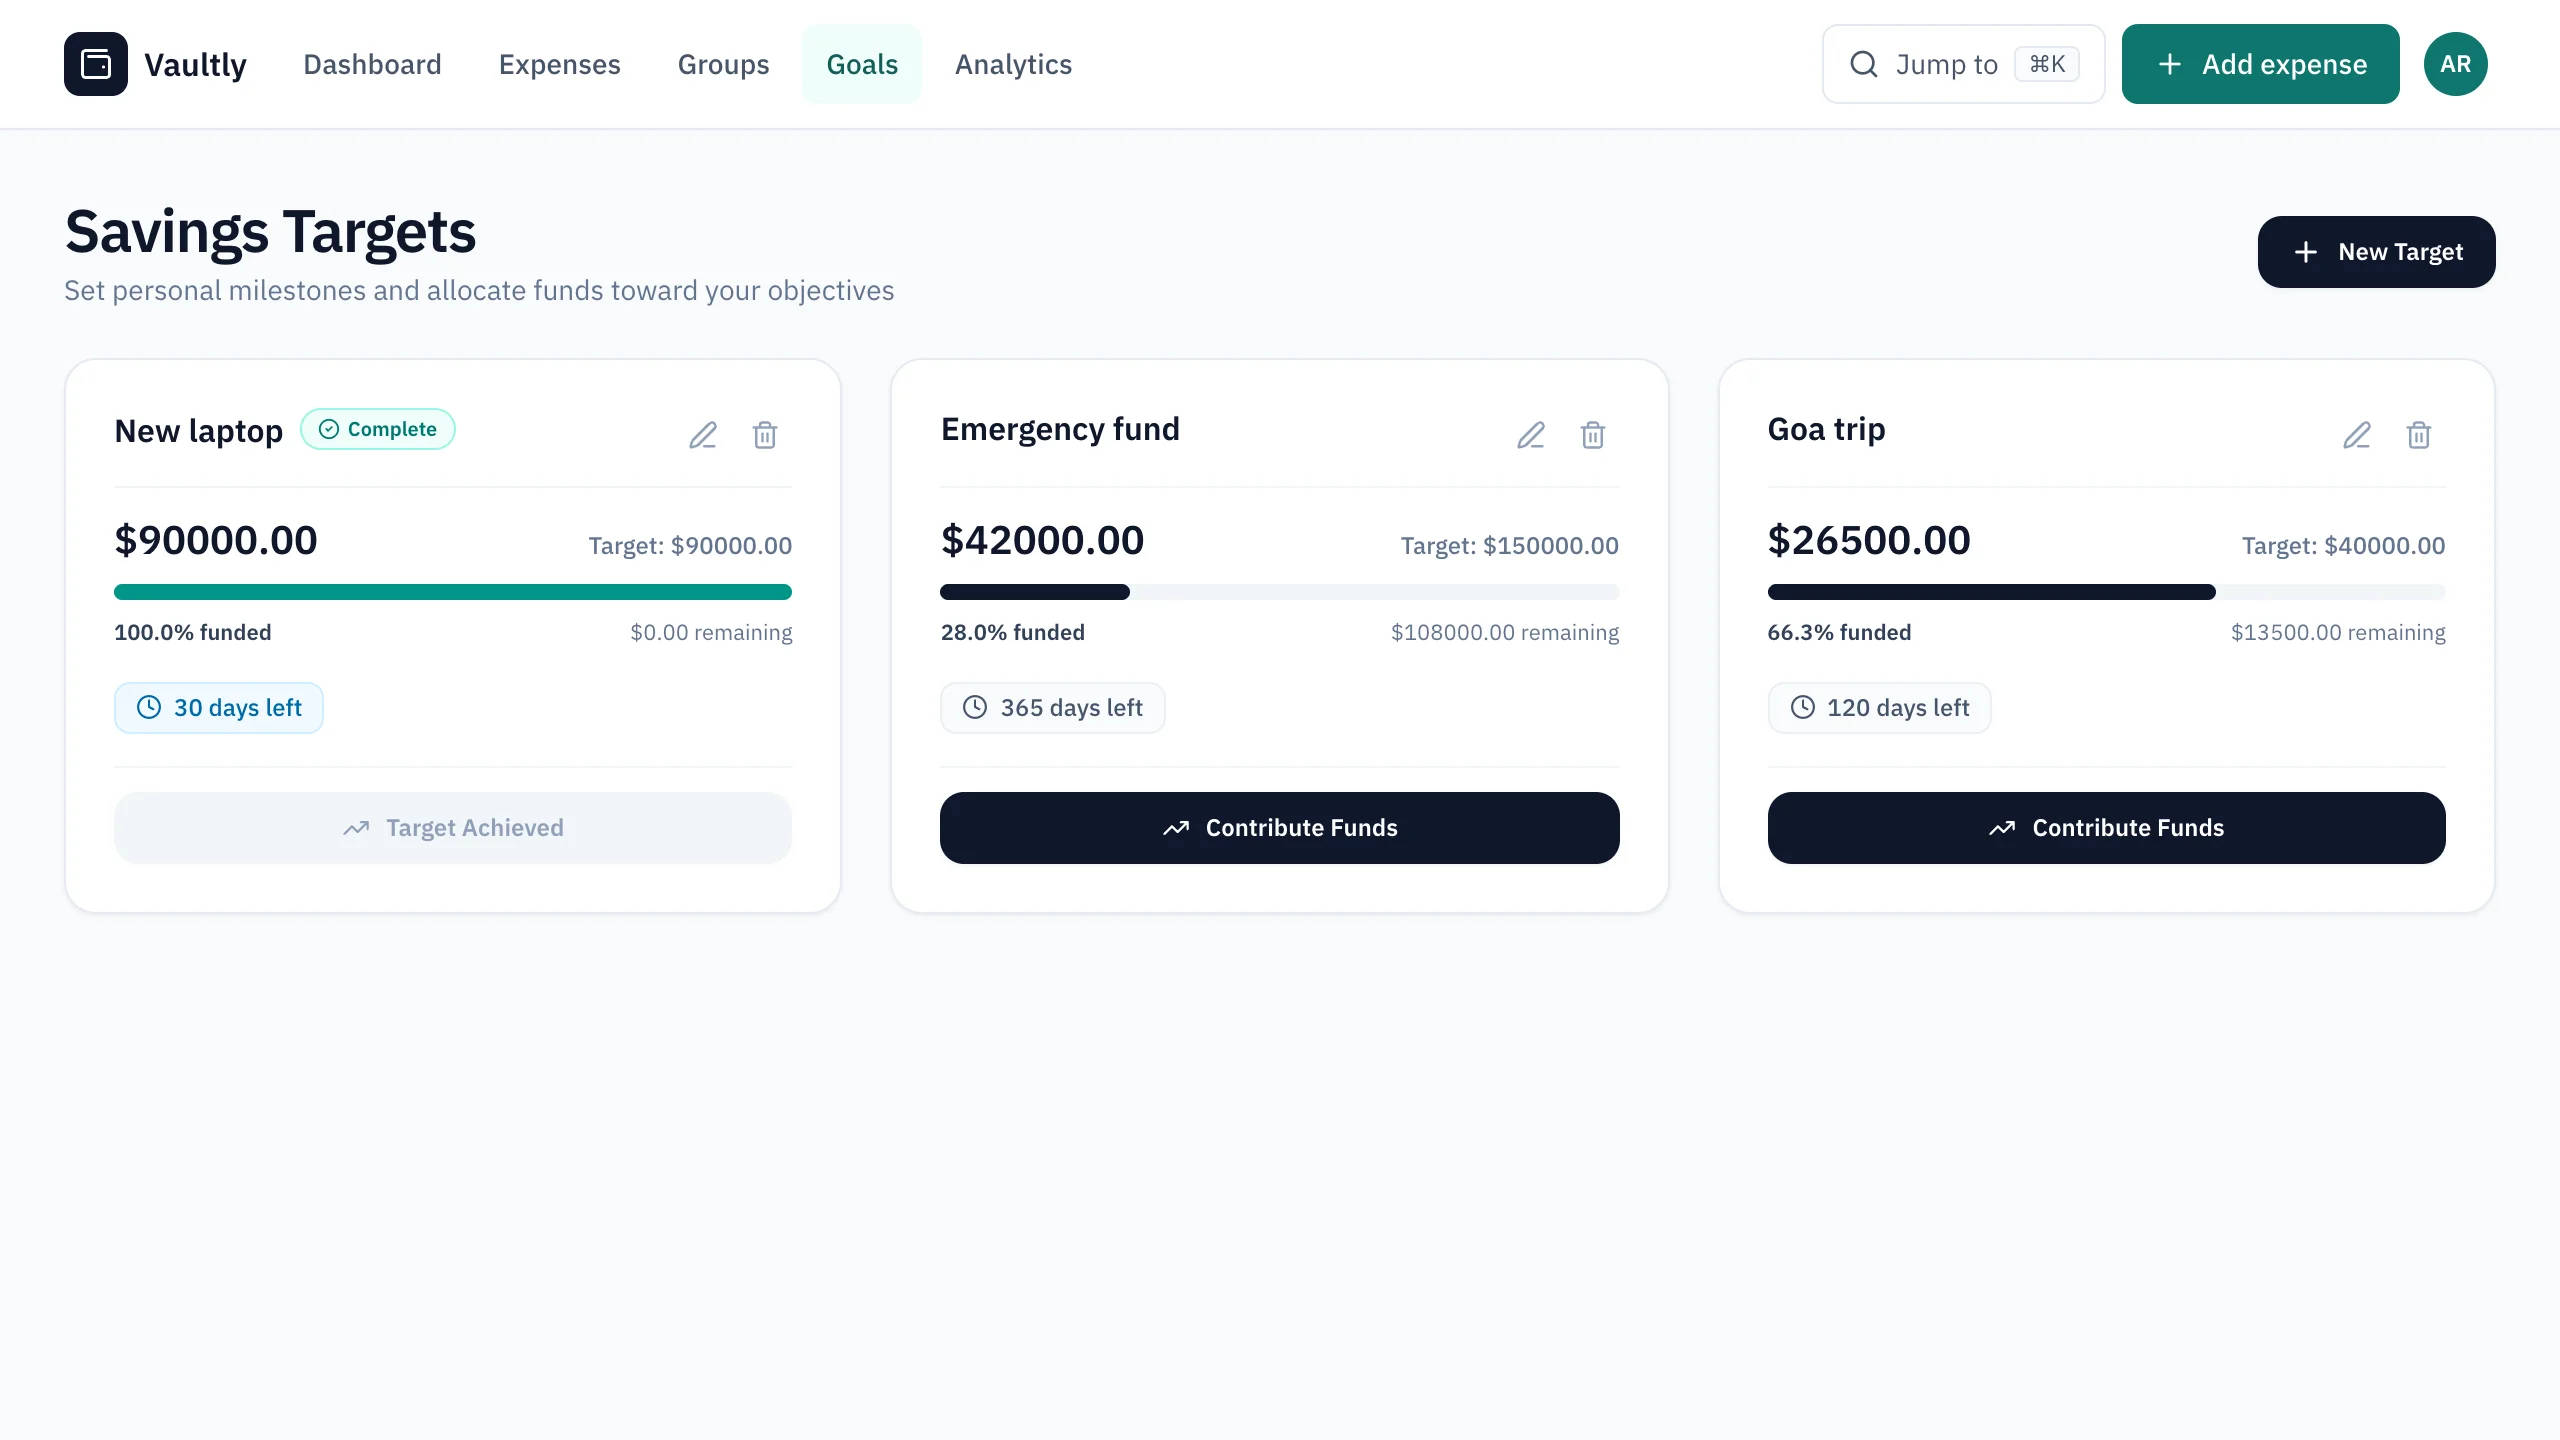 Vaultly Dashboard Expenses Groups Goals Analytics Jump to ⌘K Add expense AR
Savings Targets
Set personal milestones and allocate funds toward your objectives
New Target
New laptop Complete
$90000.00 Target: $90000.00
100.0% funded $0.00 remaining
30 days left
Target Achieved
Emergency fund
$42000.00 Target: $150000.00
28.0% funded $108000.00 remaining
365 days left
Contribute Funds
Goa trip
$26500.00 Target: $40000.00
66.3% funded $13500.00 remaining
120 days left
Contribute Funds